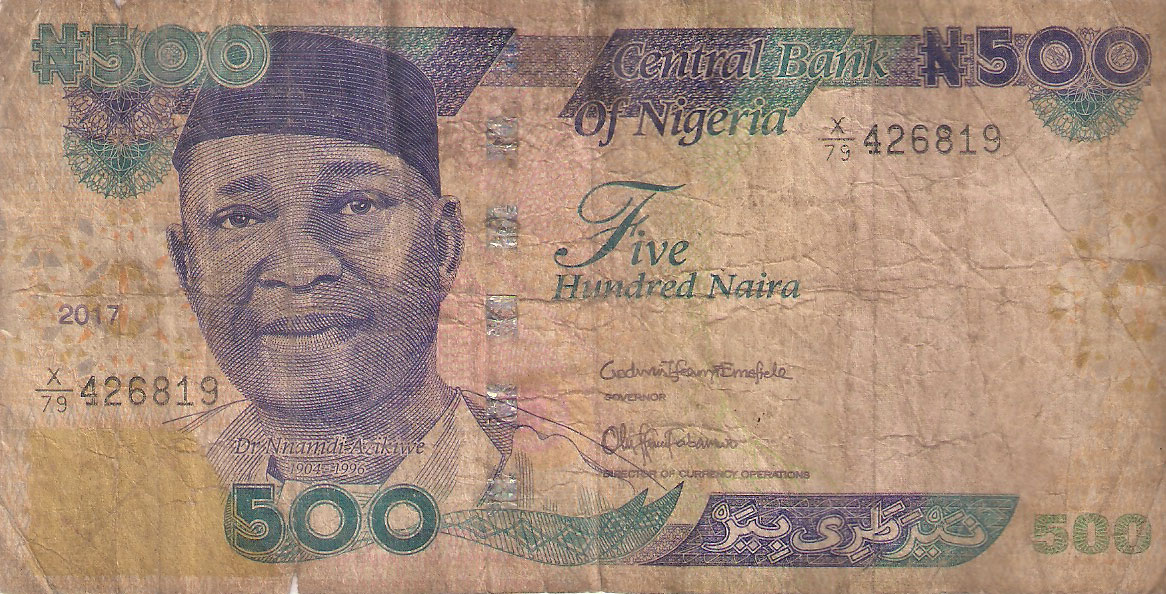 ₦500
Central Bank
Of Nigeria
₦500
X/79 426819
Five
Hundred Naira
2017
X/79 426819
GOVERNOR
DIRECTOR OF CURRENCY OPERATIONS
Dr Nnamdi Azikiwe
1904 - 1996
500
نَيْرَ طَرِى بِيَرْ
500